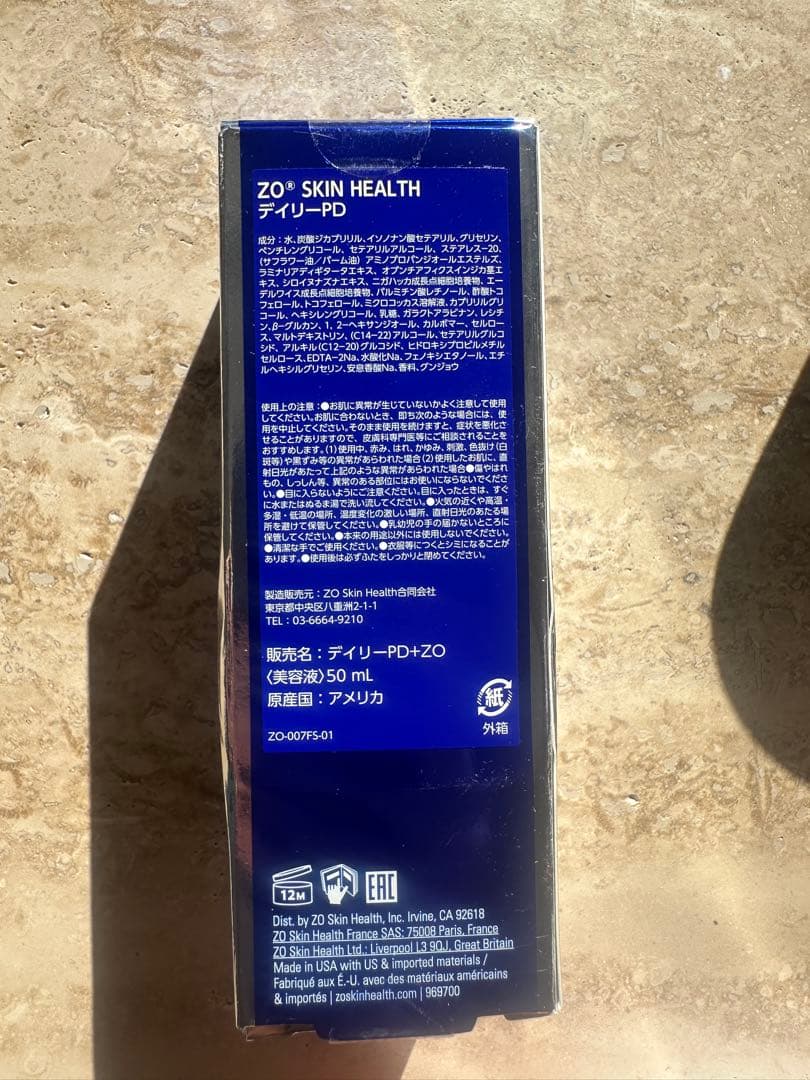 ZO® SKIN HEALTH
デイリーPD
成分：水、炭酸ジカプリリル、イソノナン酸セテアリル、グリセリン、
ペンチレングリコール、セテアリルアルコール、ステアレス-20、
(サフラワー油／パーム油) アミノプロパンジオールエステルズ、
ラミナリアディギタータエキス、オプンチアフィクスインジカ茎エ
キス、シロイヌナズナエキス、ニガハッカ成長点細胞培養物、エー
デルワイス成長点細胞培養物、パルミチン酸レチノール、酢酸トコ
フェロール、トコフェロール、ミクロコッカス溶解液、カプリリルグリ
コール、ヘキシレングリコール、乳糖、ガラクトアラビナン、レシチ
ン、β-グルカン、1，2-ヘキサンジオール、カルボマー、セルロー
ス、マルトデキストリン、(C14-22)アルコール、セテアリルグルコ
シド、アルキル(C12-20)グルコシド、ヒドロキシプロピルメチル
セルロース、EDTA-2Na、水酸化Na、フェノキシエタノール、エチ
ルヘキシルグリセリン、安息香酸Na、香料、グンジョウ
使用上の注意：●お肌に異常が生じていないかよく注意して使用
してください。お肌に合わないとき、即ち次のような場合には、使
用を中止してください。そのまま使用を続けますと、症状を悪化さ
せることがありますので、皮膚科専門医等にご相談されることを
おすすめします。(1)使用中、赤み、はれ、かゆみ、刺激、色抜け(白
斑等)や黒ずみ等の異常があらわれた場合(2)使用したお肌に、直
射日光があたって上記のような異常があらわれた場合●傷やはれ
もの、しっしん等、異常のある部位にはお使いにならないでくださ
い。●目に入らないようにご注意ください。目に入ったときは、すぐ
に水またはぬるま湯で洗い流してください。●火気の近くや高温・
多湿・低温の場所、温度変化の激しい場所、直射日光のあたる場
所を避けて保管してください。●乳幼児の手の届かないところに
保管してください。●本来の用途以外には使用しないでください。
●清潔な手でご使用ください。●衣服等につくとシミになることが
あります。●使用後は必ずふたをしっかりと閉めてください。
製造販売元：ZO Skin Health合同会社
東京都中央区八重洲2-1-1
TEL：03-6664-9210
販売名：デイリーPD+ZO
〈美容液〉50 mL
原産国：アメリカ
紙
外箱
ZO-007FS-01
12M
EAC
Dist. by ZO Skin Health, Inc. Irvine, CA 92618
ZO Skin Health France SAS; 75008 Paris, France
ZO Skin Health Ltd.; Liverpool L3 9QJ, Great Britain
Made in USA with US & imported materials /
Fabriqué aux É.-U. avec des matériaux américains
& importés | zoskinhealth.com | 969700